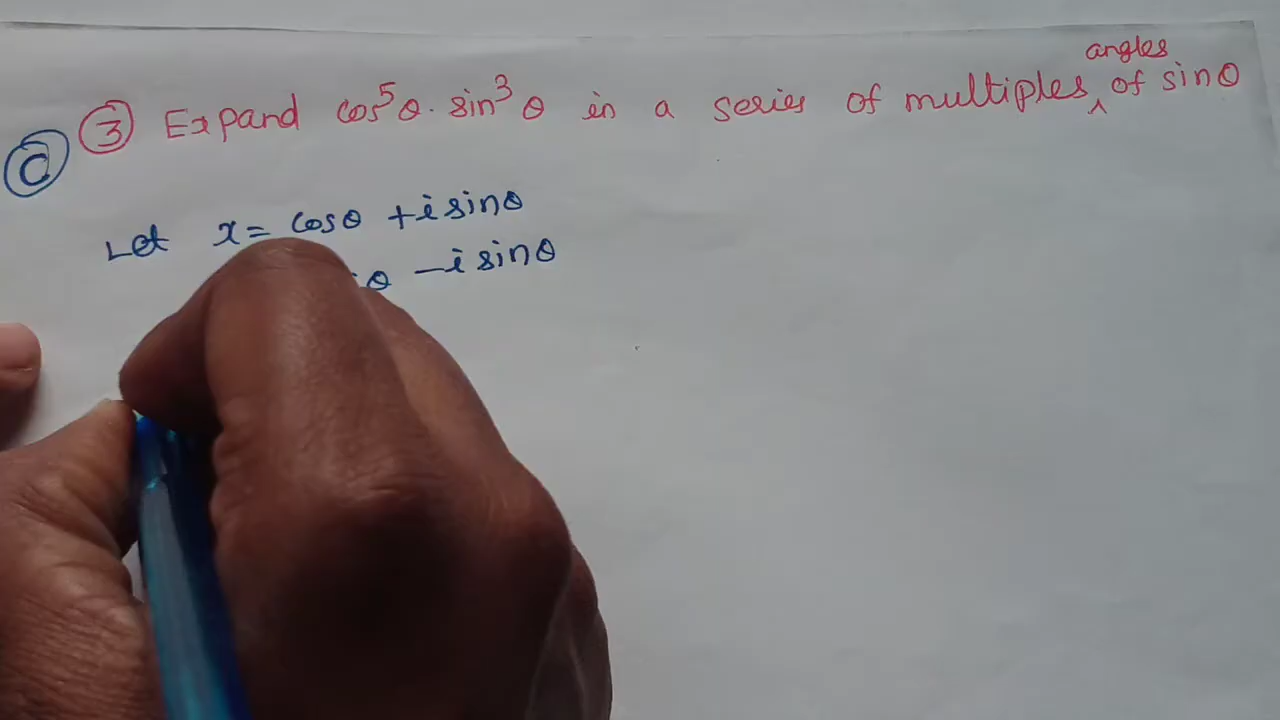 angles
③ Expand cos⁵θ. sin³θ in a series of multiples ^ of sinθ
C
Let x= cosθ +i sinθ
θ -i sinθ